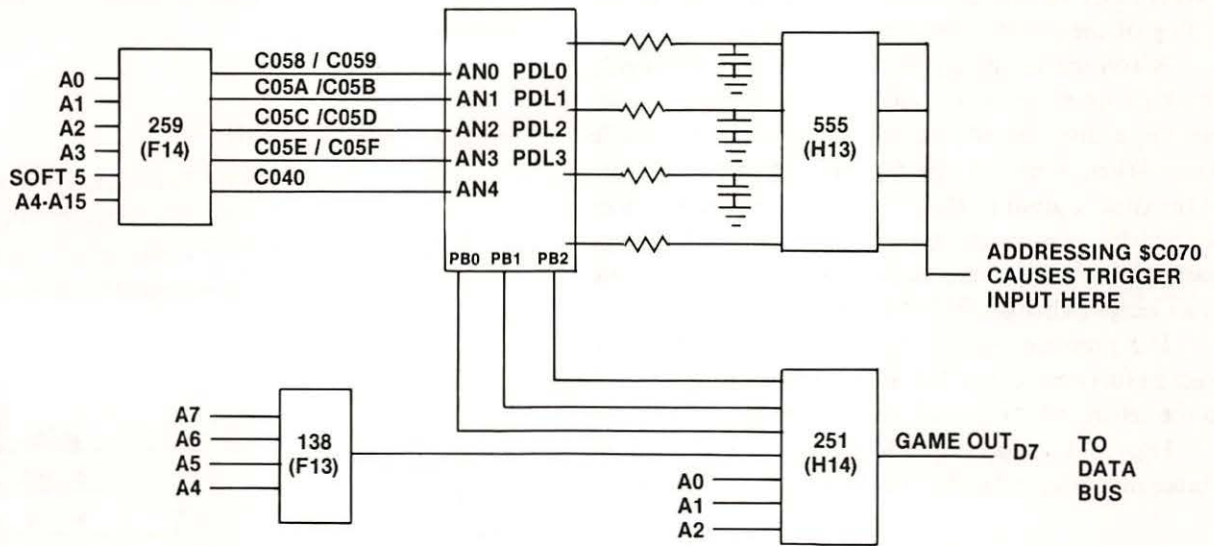 A0
A1
A2
A3
SOFT 5
A4-A15
259
(F14)
C058 / C059
C05A /C05B
C05C /C05D
C05E / C05F
C040
AN0 PDL0
AN1 PDL1
AN2 PDL2
AN3 PDL3
AN4
PB0 PB1 PB2
555
(H13)
ADDRESSING $C070
CAUSES TRIGGER
INPUT HERE
A7
A6
A5
A4
138
(F13)
251
(H14)
A0
A1
A2
GAME OUT D7
TO
DATA
BUS